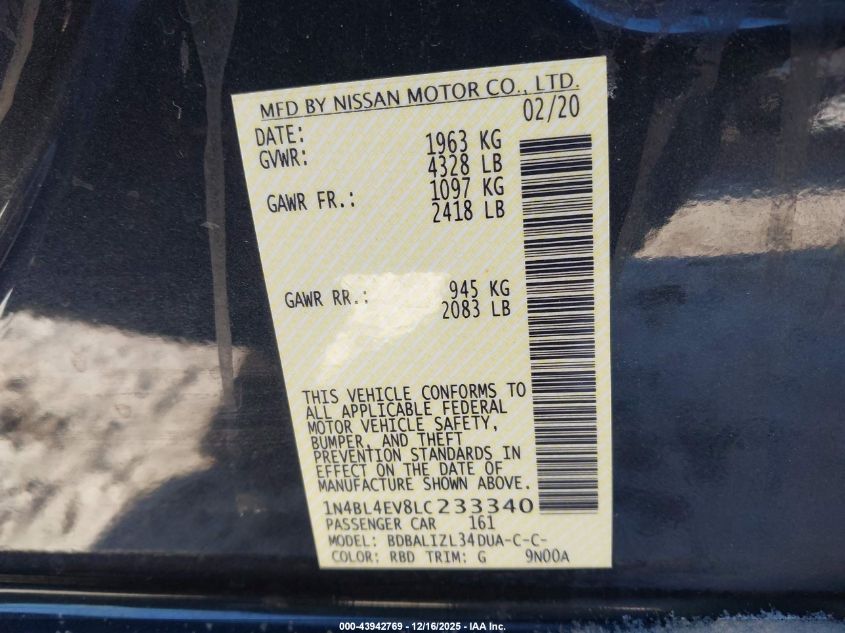 MFD BY NISSAN MOTOR CO., LTD.
DATE: 02/20
GVWR: 1963 KG
4328 LB
GAWR FR.: 1097 KG
2418 LB
GAWR RR.: 945 KG
2083 LB
THIS VEHICLE CONFORMS TO
ALL APPLICABLE FEDERAL
MOTOR VEHICLE SAFETY,
BUMPER, AND THEFT
PREVENTION STANDARDS IN
EFFECT ON THE DATE OF
MANUFACTURE SHOWN ABOVE.
1N4BL4EV8LC233340
PASSENGER CAR 161
MODEL: BDBALIZL34DUA-C-C-
COLOR: RBD TRIM: G 9N00A
000-43942769 - 12/16/2025 - IAA Inc.